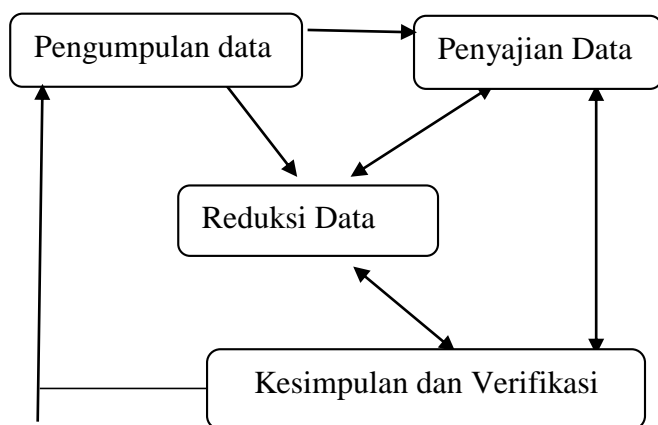 Pengumpulan data
Penyajian Data
Reduksi Data
Kesimpulan dan Verifikasi